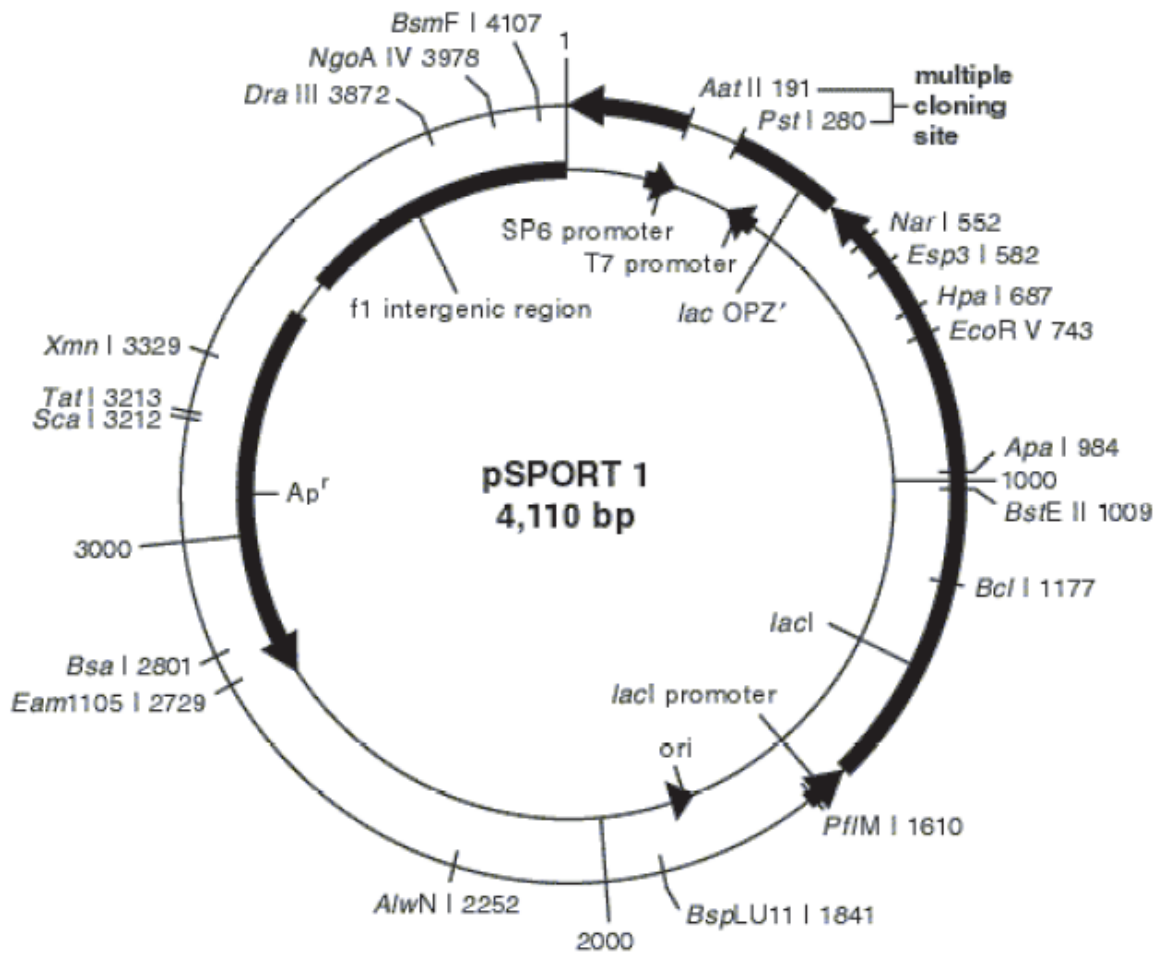 BsmF I 4107
1
NgoA IV 3978
Dra III 3872
Aat II 191
Pst I 280
multiple
cloning
site
SP6 promoter
T7 promoter
lac OPZ′
f1 intergenic region
Nar I 552
Esp3 I 582
Hpa I 687
EcoR V 743
Xmn I 3329
Tat I 3213
Sca I 3212
Apʳ
pSPORT 1
4,110 bp
Apa I 984
1000
BstE II 1009
3000
Bcl I 1177
lacI
Bsa I 2801
Eam1105 I 2729
lacI promoter
ori
PflM I 1610
AlwN I 2252
BspLU11 I 1841
2000